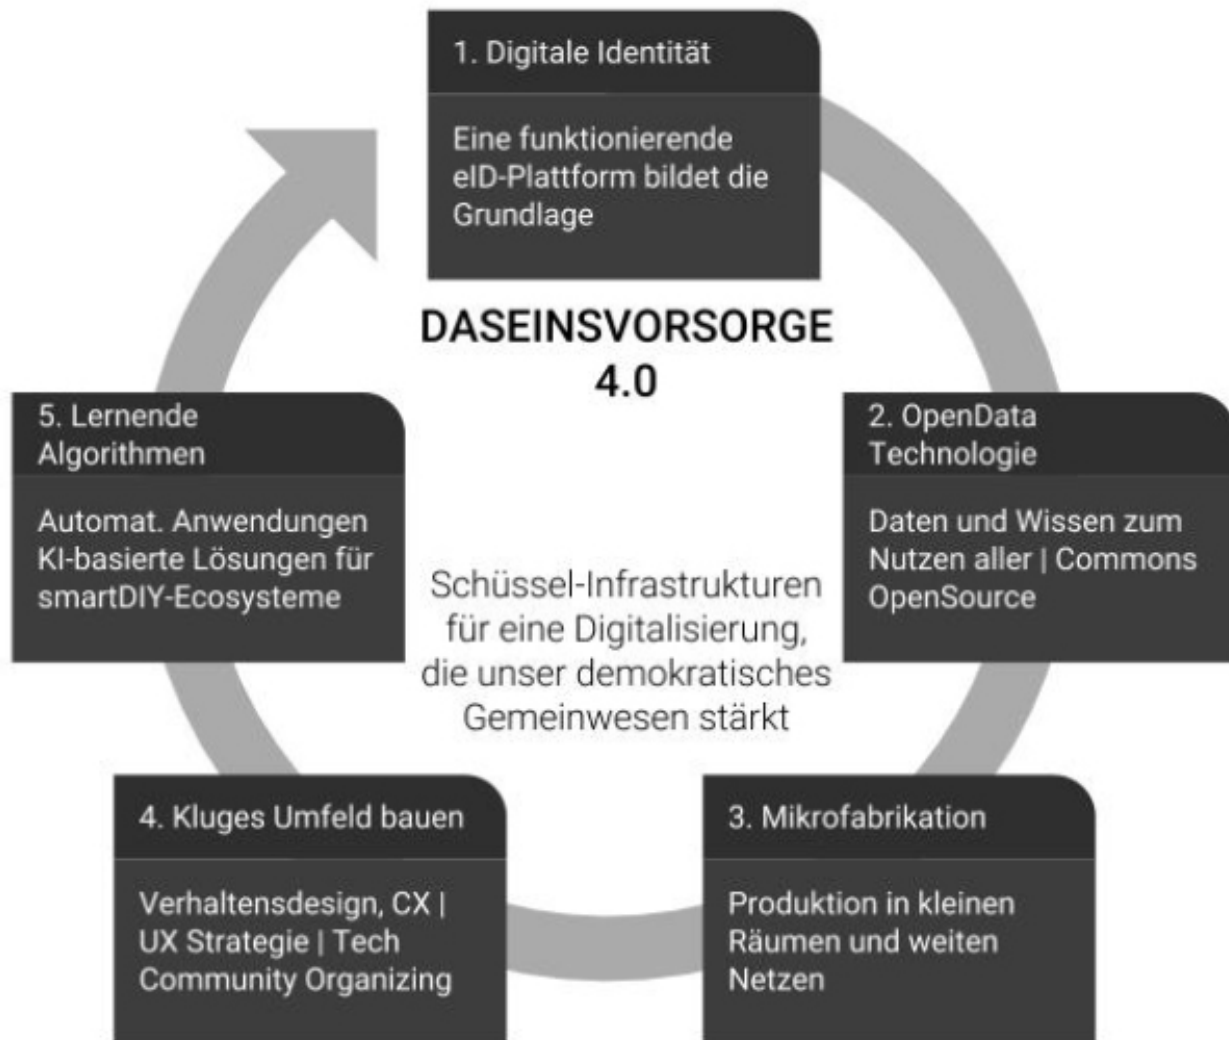 1. Digitale Identität
Eine funktionierende
eID-Plattform bildet die
Grundlage
DASEINSVORSORGE
4.0
2. OpenData
Technologie
Daten und Wissen zum
Nutzen aller | Commons
OpenSource
3. Mikrofabrikation
Produktion in kleinen
Räumen und weiten
Netzen
4. Kluges Umfeld bauen
Verhaltensdesign, CX |
UX Strategie | Tech
Community Organizing
5. Lernende
Algorithmen
Automat. Anwendungen
KI-basierte Lösungen für
smartDIY-Ecosysteme
Schüssel-Infrastrukturen
für eine Digitalisierung,
die unser demokratisches
Gemeinwesen stärkt